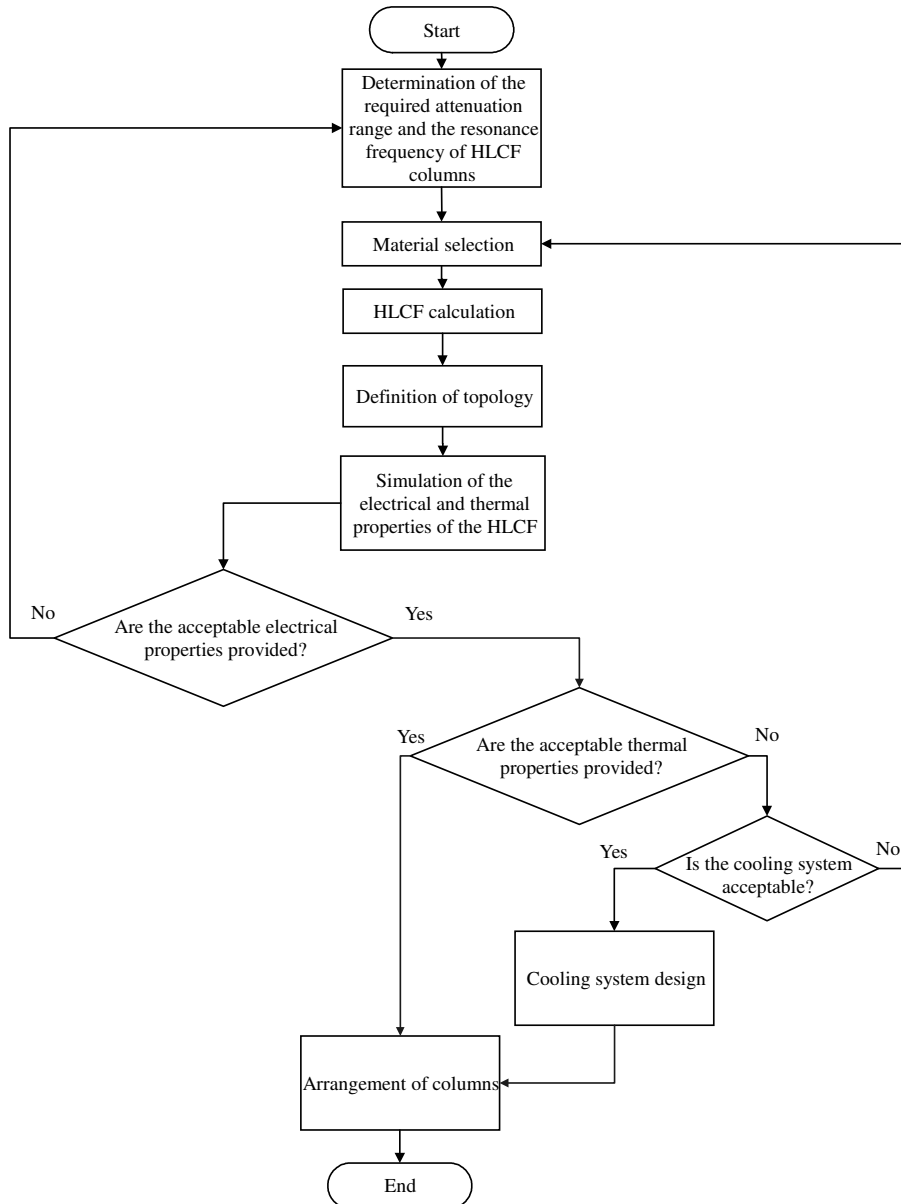 Start
Determination of the
required attenuation
range and the resonance
frequency of HLCF
columns
Material selection
HLCF calculation
Definition of topology
Simulation of the
electrical and thermal
properties of the HLCF
No
Yes
Are the acceptable electrical
properties provided?
Yes
No
Are the acceptable thermal
properties provided?
Yes
No
Is the cooling system
acceptable?
Cooling system design
Arrangement of columns
End